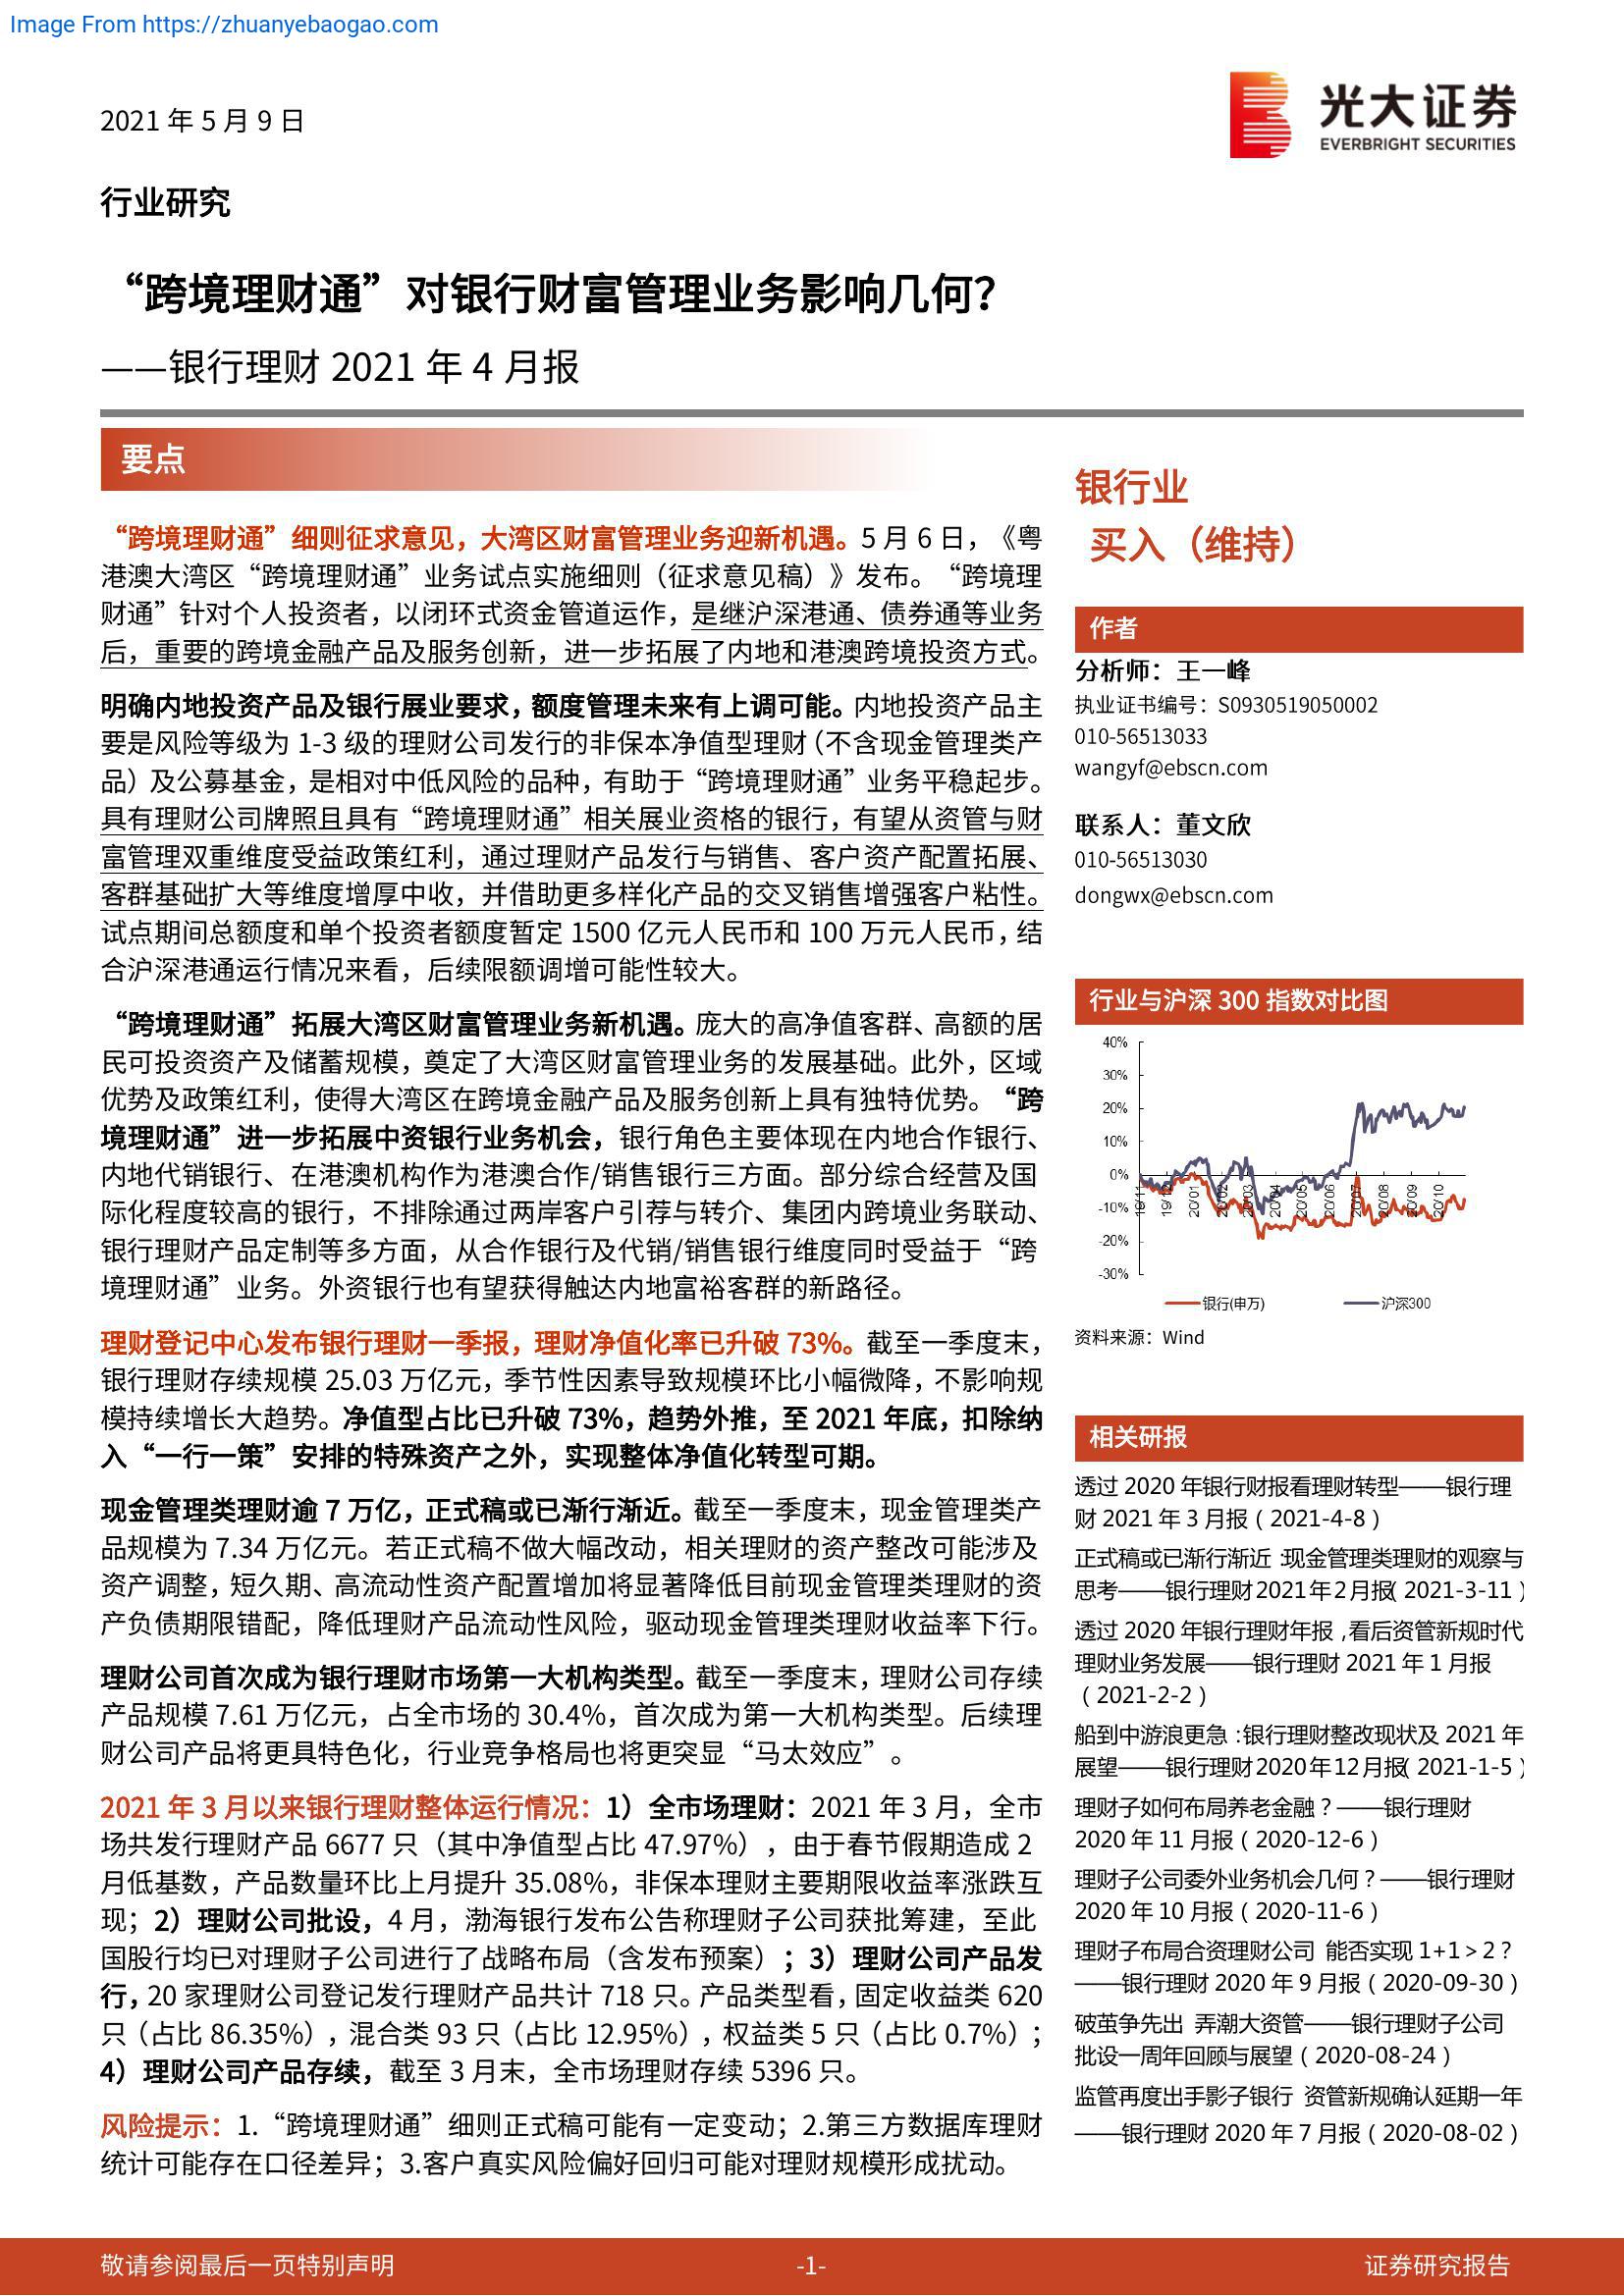 Image From https://zhuanyebaogao.com
2021 年 5 月 9 日
光大证券
EVERBRIGHT SECURITIES
行业研究
“跨境理财通”对银行财富管理业务影响几何?
——银行理财 2021 年 4 月报
要点
“跨境理财通”细则征求意见，大湾区财富管理业务迎新机遇。5 月 6 日，《粤
港澳大湾区“跨境理财通”业务试点实施细则（征求意见稿）》发布。“跨境理
财通”针对个人投资者，以闭环式资金管道运作，是继沪深港通、债券通等业务
后，重要的跨境金融产品及服务创新，进一步拓展了内地和港澳跨境投资方式。
明确内地投资产品及银行展业要求，额度管理未来有上调可能。内地投资产品主
要是风险等级为 1-3 级的理财公司发行的非保本净值型理财（不含现金管理类产
品）及公募基金，是相对中低风险的品种，有助于“跨境理财通”业务平稳起步。
具有理财公司牌照且具有“跨境理财通”相关展业资格的银行，有望从资管与财
富管理双重维度受益政策红利，通过理财产品发行与销售、客户资产配置拓展、
客群基础扩大等维度增厚中收，并借助更多样化产品的交叉销售增强客户粘性。
试点期间总额度和单个投资者额度暂定 1500 亿元人民币和 100 万元人民币，结
合沪深港通运行情况来看，后续限额调增可能性较大。
“跨境理财通”拓展大湾区财富管理业务新机遇。庞大的高净值客群、高额的居
民可投资资产及储蓄规模，奠定了大湾区财富管理业务的发展基础。此外，区域
优势及政策红利，使得大湾区在跨境金融产品及服务创新上具有独特优势。“跨
境理财通”进一步拓展中资银行业务机会，银行角色主要体现在内地合作银行、
内地代销银行、在港澳机构作为港澳合作/销售银行三方面。部分综合经营及国
际化程度较高的银行，不排除通过两岸客户引荐与转介、集团内跨境业务联动、
银行理财产品定制等多方面，从合作银行及代销/销售银行维度同时受益于“跨
境理财通”业务。外资银行也有望获得触达内地富裕客群的新路径。
理财登记中心发布银行理财一季报，理财净值化率已升破 73%。截至一季度末，
银行理财存续规模 25.03 万亿元，季节性因素导致规模环比小幅微降，不影响规
模持续增长大趋势。净值型占比已升破 73%，趋势外推，至 2021 年底，扣除纳
入“一行一策”安排的特殊资产之外，实现整体净值化转型可期。
现金管理类理财逾 7 万亿，正式稿或已渐行渐近。截至一季度末，现金管理类产
品规模为 7.34 万亿元。若正式稿不做大幅改动，相关理财的资产整改可能涉及
资产调整，短久期、高流动性资产配置增加将显著降低目前现金管理类理财的资
产负债期限错配，降低理财产品流动性风险，驱动现金管理类理财收益率下行。
理财公司首次成为银行理财市场第一大机构类型。截至一季度末，理财公司存续
产品规模 7.61 万亿元，占全市场的 30.4%，首次成为第一大机构类型。后续理
财公司产品将更具特色化，行业竞争格局也将更突显“马太效应”。
2021 年 3 月以来银行理财整体运行情况：1）全市场理财：2021 年 3 月，全市
场共发行理财产品 6677 只（其中净值型占比 47.97%），由于春节假期造成 2
月低基数，产品数量环比上月提升 35.08%，非保本理财主要期限收益率涨跌互
现；2）理财公司批设，4 月，渤海银行发布公告称理财子公司获批筹建，至此
国股行均已对理财子公司进行了战略布局（含发布预案）；3）理财公司产品发
行，20 家理财公司登记发行理财产品共计 718 只。产品类型看，固定收益类 620
只（占比 86.35%），混合类 93 只（占比 12.95%），权益类 5 只（占比 0.7%）；
4）理财公司产品存续，截至 3 月末，全市场理财存续 5396 只。
风险提示：1.“跨境理财通”细则正式稿可能有一定变动；2.第三方数据库理财
统计可能存在口径差异；3.客户真实风险偏好回归可能对理财规模形成扰动。
银行业
买入（维持）
作者
分析师：王一峰
执业证书编号：S0930519050002
010-56513033
wangyf@ebscn.com
联系人：董文欣
010-56513030
dongwx@ebscn.com
行业与沪深 300 指数对比图
40%
30%
20%
10%
0%
-10%
-20%
-30%
19/11 19/12 20/01 20/02 20/03 20/04 20/05 20/06 20/07 20/08 20/09 20/10
银行(申万) 沪深300
资料来源：Wind
相关研报
透过 2020 年银行财报看理财转型——银行理
财 2021 年 3 月报（2021-4-8）
正式稿或已渐行渐近 :现金管理类理财的观察与
思考——银行理财 2021 年 2 月报（2021-3-11）
透过 2020 年银行理财年报 ,看后资管新规时代
理财业务发展——银行理财 2021 年 1 月报
（2021-2-2）
船到中游浪更急 :银行理财整改现状及 2021 年
展望——银行理财 2020 年 12 月报（2021-1-5）
理财子如何布局养老金融？——银行理财
2020 年 11 月报（2020-12-6）
理财子公司委外业务机会几何？——银行理财
2020 年 10 月报（2020-11-6）
理财子布局合资理财公司 能否实现 1+1＞2？
——银行理财 2020 年 9 月报（2020-09-30）
破茧争先出 弄潮大资管——银行理财子公司
批设一周年回顾与展望（2020-08-24）
监管再度出手影子银行 资管新规确认延期一年
——银行理财 2020 年 7 月报（2020-08-02）
敬请参阅最后一页特别声明 -1- 证券研究报告